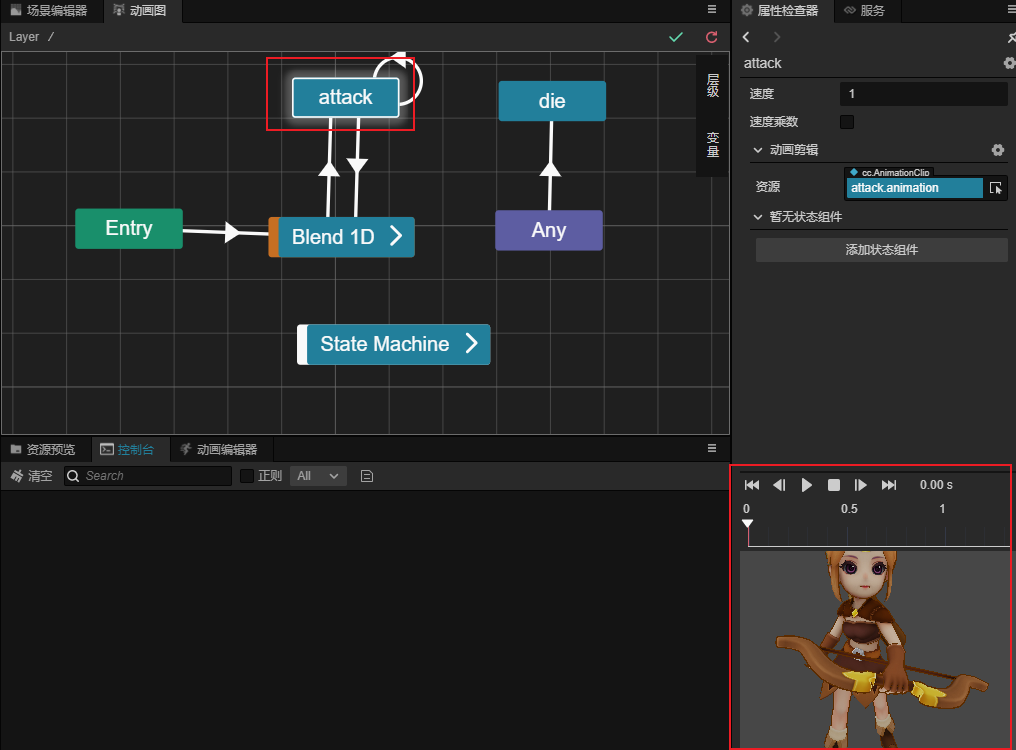 场景编辑器
动画图
Layer /
attack
die
Entry
Blend 1D
Any
State Machine
层级
变量
资源预览
控制台
动画编辑器
清空
Search
正则
All
属性检查器
服务
attack
速度
1
速度乘数
动画剪辑
资源
cc.AnimationClip
attack.animation
暂无状态组件
添加状态组件
0.00 s
0
0.5
1